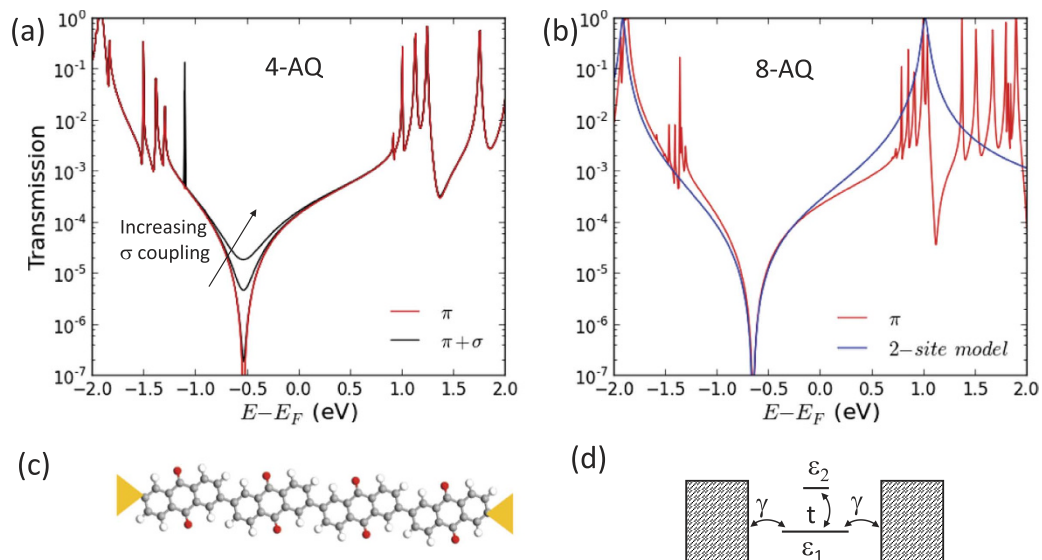 (a)
4-AQ
Transmission
10^0
10^-1
10^-2
10^-3
10^-4
10^-5
10^-6
10^-7
Increasing
σ coupling
π
π+σ
-2.0 -1.5 -1.0 -0.5 0.0 0.5 1.0 1.5 2.0
E−E_F (eV)
(b)
8-AQ
10^0
10^-1
10^-2
10^-3
10^-4
10^-5
10^-6
10^-7
π
2−site model
-2.0 -1.5 -1.0 -0.5 0.0 0.5 1.0 1.5 2.0
E−E_F (eV)
(c)
(d)
ε₂
γ t γ
ε₁